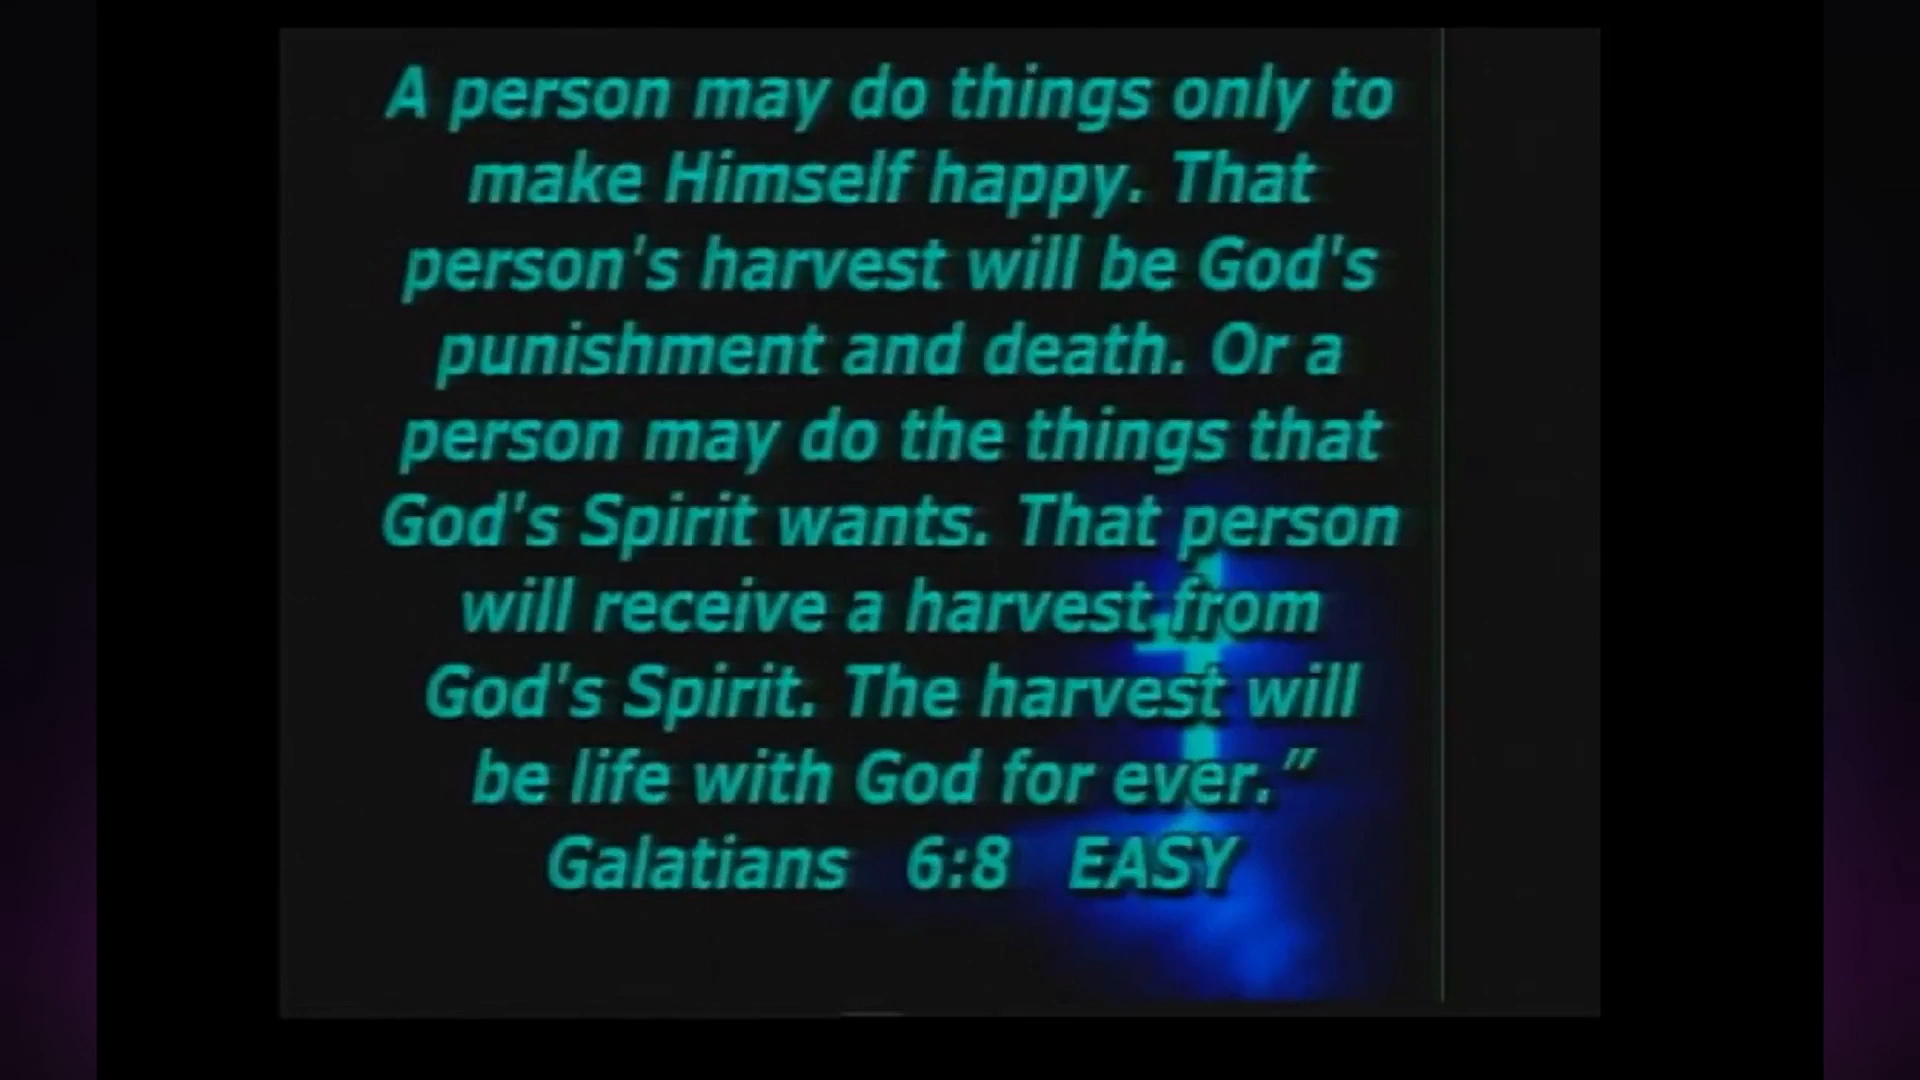 A person may do things only to
make Himself happy. That
person's harvest will be God's
punishment and death. Or a
person may do the things that
God's Spirit wants. That person
will receive a harvest from
God's Spirit. The harvest will
be life with God for ever.”
Galatians 6:8 EASY